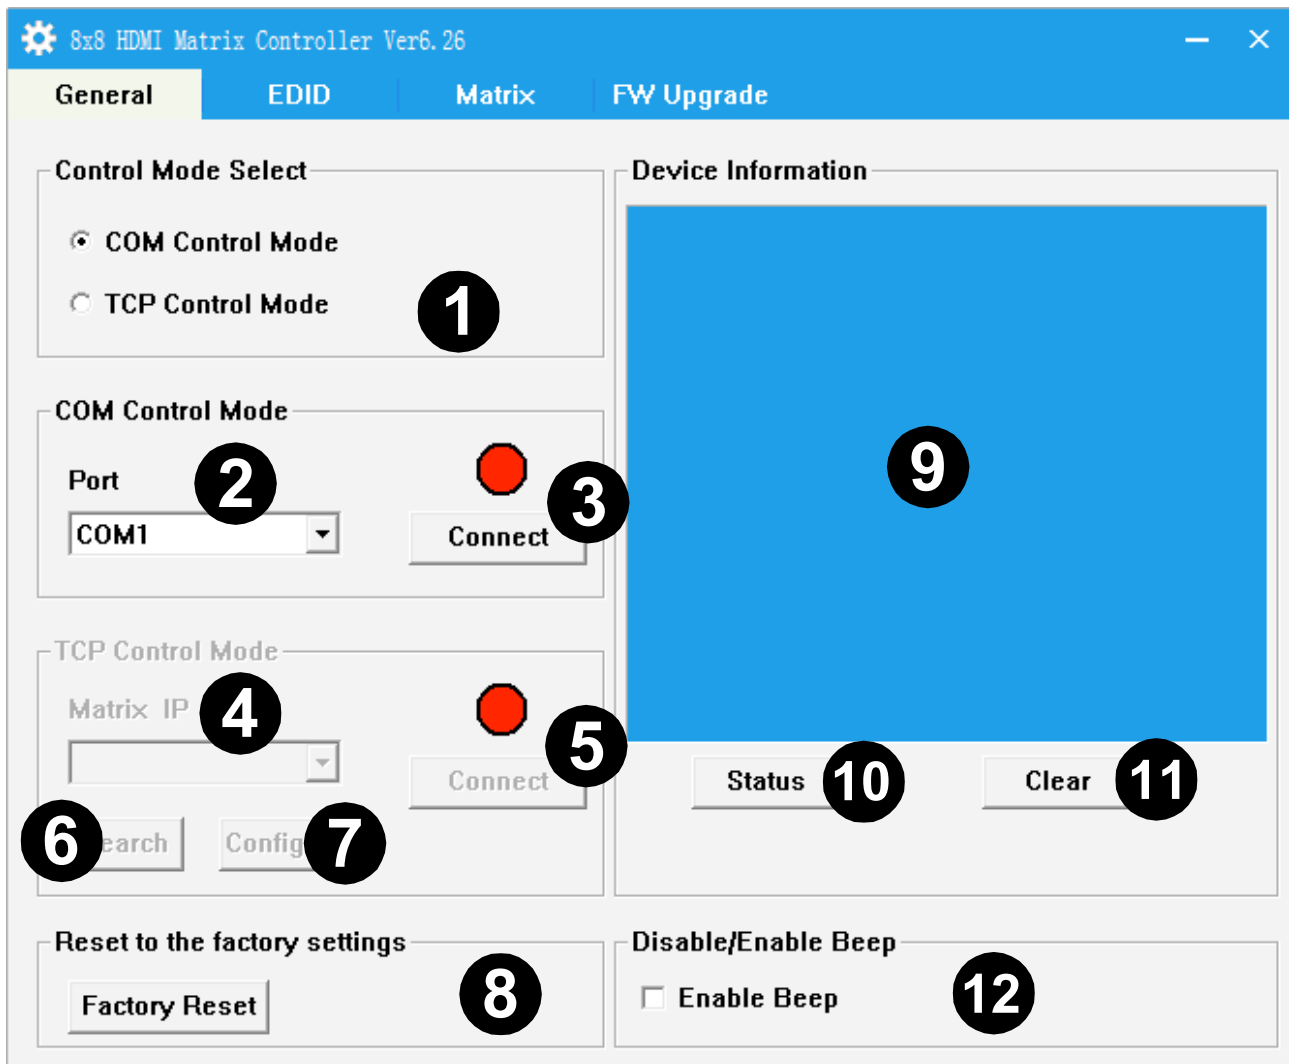 8x8 HDMI Matrix Controller Ver6.26
General EDID Matrix FW Upgrade
Control Mode Select
COM Control Mode
TCP Control Mode
1
COM Control Mode
Port
2
COM1
3
Connect
TCP Control Mode
Matrix IP
4
5
Connect
6
earch
Config
7
Reset to the factory settings
Factory Reset
8
Device Information
9
Status
10
Clear
11
Disable/Enable Beep
Enable Beep
12